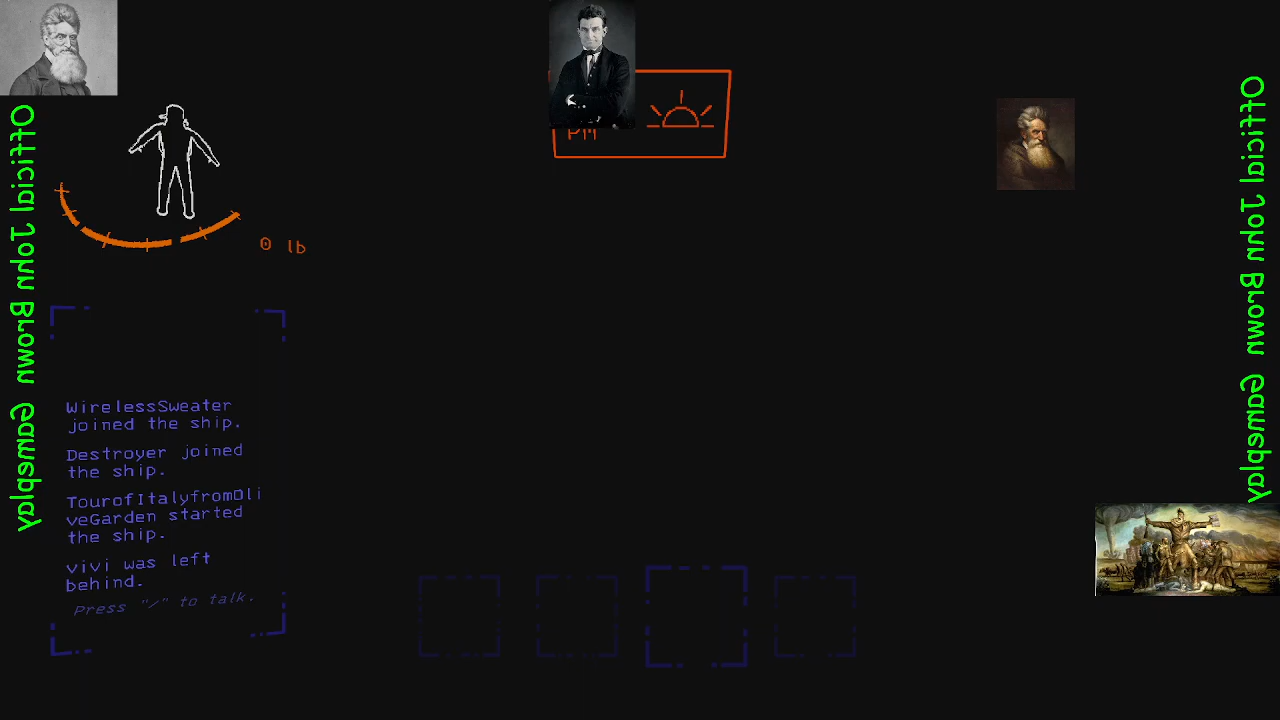 Official John Brown Gameplay
PM
0 lb
WirelessSweater
joined the ship.
Destroyer joined
the ship.
TourofItalyfromOli
veGarden started
the ship.
vivi was left
behind.
Press "/" to talk.
Official John Brown Gameplay